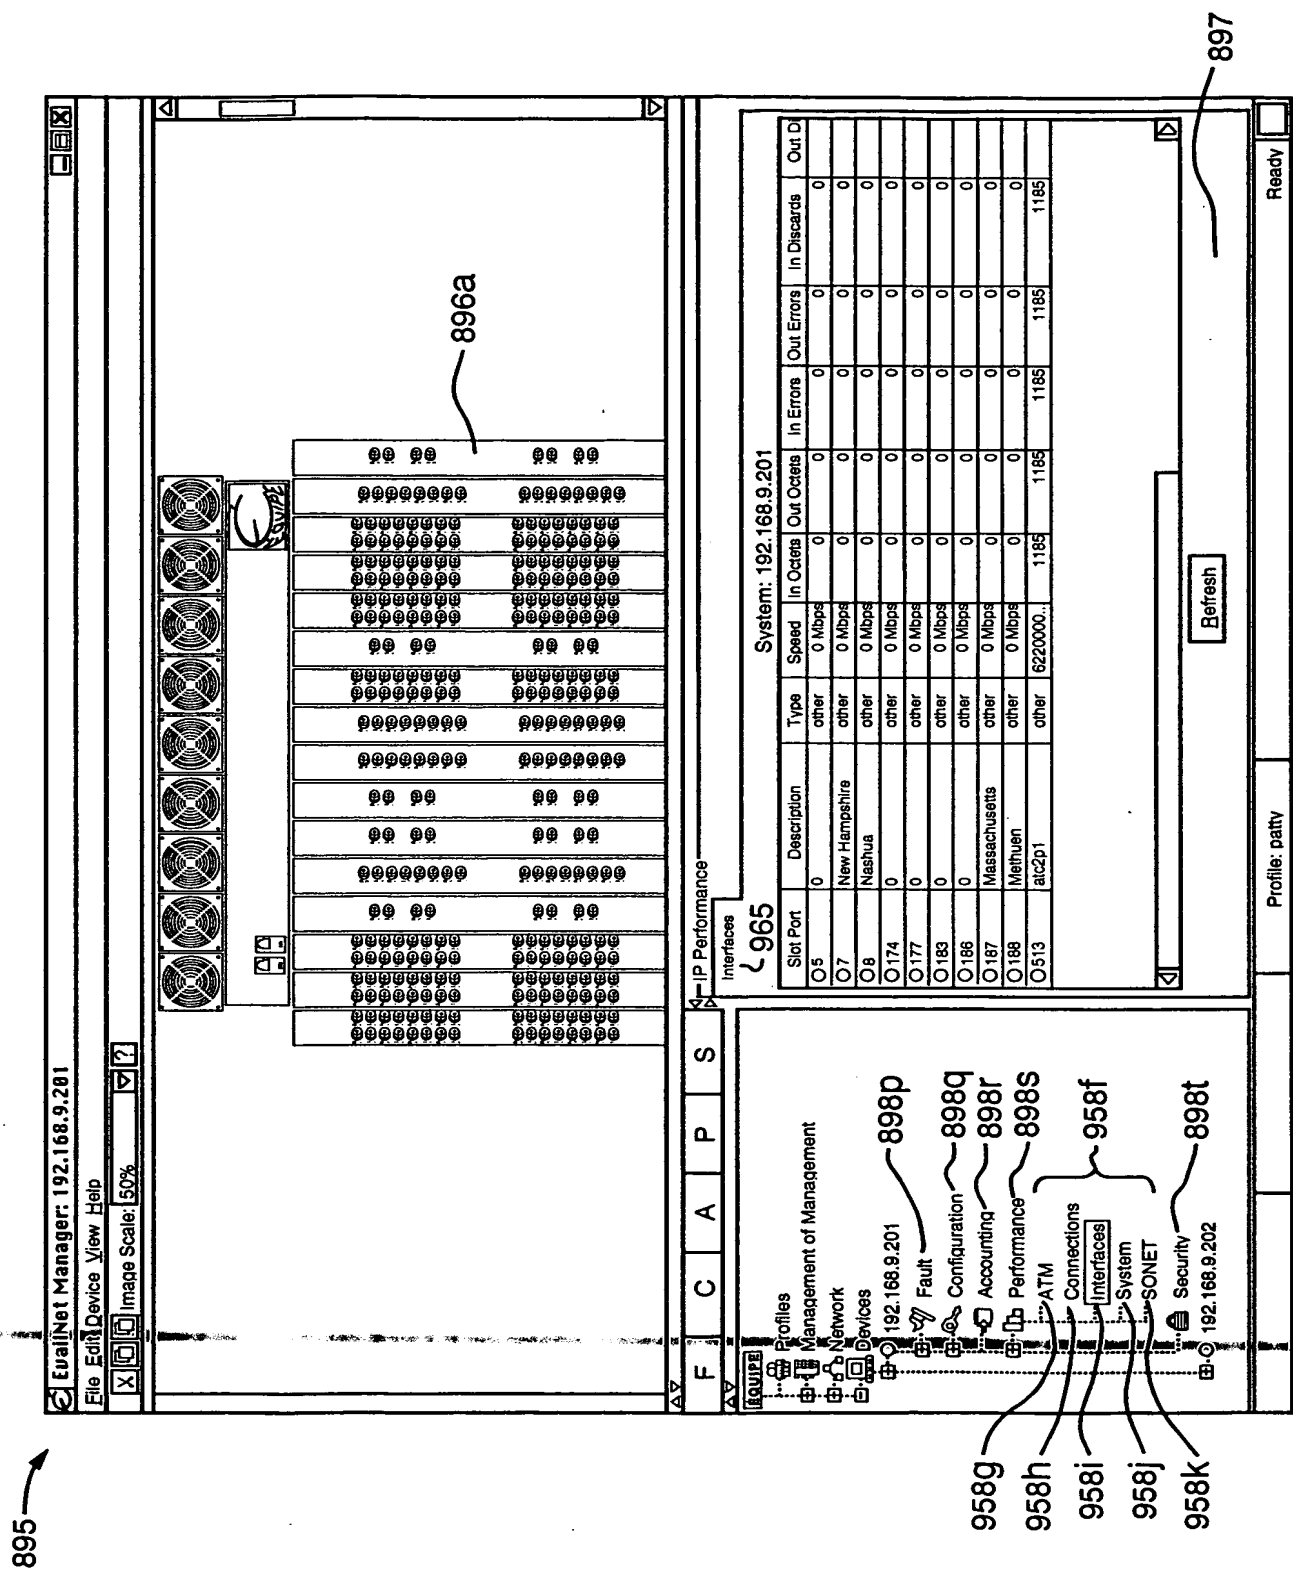 895
EualNet Manager: 192.168.9.201
File Edit Device View Help
Image Scale: 50% ?
896a
F C A P S
EQUIPE
Profiles
Management of Management
Network
Devices
192.168.9.201
Fault
898p
Configuration
898q
Accounting
898r
Performance
898s
ATM
Connections
Interfaces
System
SONET
958f
Security
898t
192.168.9.202
958g
958h
958i
958j
958k
IP Performance
Interfaces
965
System: 192.168.9.201
Slot Port Description Type Speed In Octets Out Octets In Errors Out Errors In Discards Out Di
5 0 other 0 Mbps 0 0 0 0 0
7 New Hampshire other 0 Mbps 0 0 0 0 0
8 Nashua other 0 Mbps 0 0 0 0 0
174 0 other 0 Mbps 0 0 0 0 0
177 0 other 0 Mbps 0 0 0 0 0
183 0 other 0 Mbps 0 0 0 0 0
186 0 other 0 Mbps 0 0 0 0 0
187 Massachusetts other 0 Mbps 0 0 0 0 0
188 Methuen other 0 Mbps 0 0 0 0 0
513 atc2p1 other 6220000... 1185 1185 1185 1185 1185
Refresh
897
Profile: patty
Ready